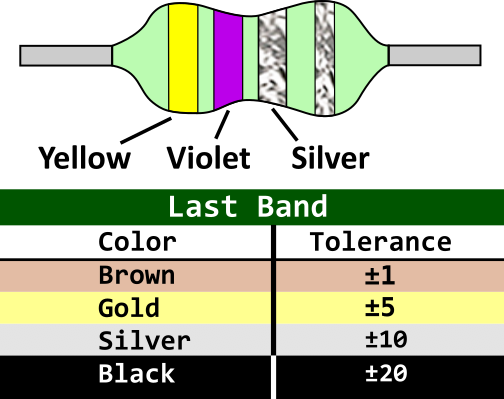 Yellow Violet Silver
Last Band
Color Tolerance
Brown ±1
Gold ±5
Silver ±10
Black ±20